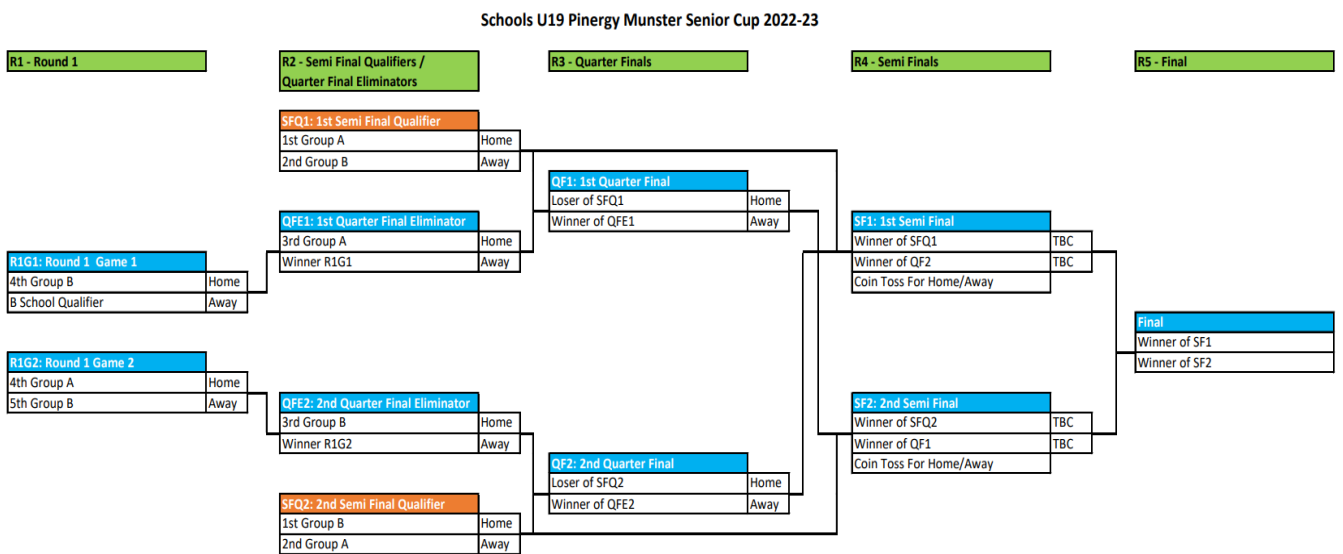 Schools U19 Pinergy Munster Senior Cup 2022-23
R1 - Round 1
R2 - Semi Final Qualifiers /
Quarter Final Eliminators
R3 - Quarter Finals
R4 - Semi Finals
R5 - Final
R1G1: Round 1 Game 1
4th Group B Home
B School Qualifier Away
R1G2: Round 1 Game 2
4th Group A Home
5th Group B Away
SFQ1: 1st Semi Final Qualifier
1st Group A Home
2nd Group B Away
QFE1: 1st Quarter Final Eliminator
3rd Group A Home
Winner R1G1 Away
QFE2: 2nd Quarter Final Eliminator
3rd Group B Home
Winner R1G2 Away
SFQ2: 2nd Semi Final Qualifier
1st Group B Home
2nd Group A Away
QF1: 1st Quarter Final
Loser of SFQ1 Home
Winner of QFE1 Away
QF2: 2nd Quarter Final
Loser of SFQ2 Home
Winner of QFE2 Away
SF1: 1st Semi Final
Winner of SFQ1 TBC
Winner of QF2 TBC
Coin Toss For Home/Away
SF2: 2nd Semi Final
Winner of SFQ2 TBC
Winner of QF1 TBC
Coin Toss For Home/Away
Final
Winner of SF1
Winner of SF2